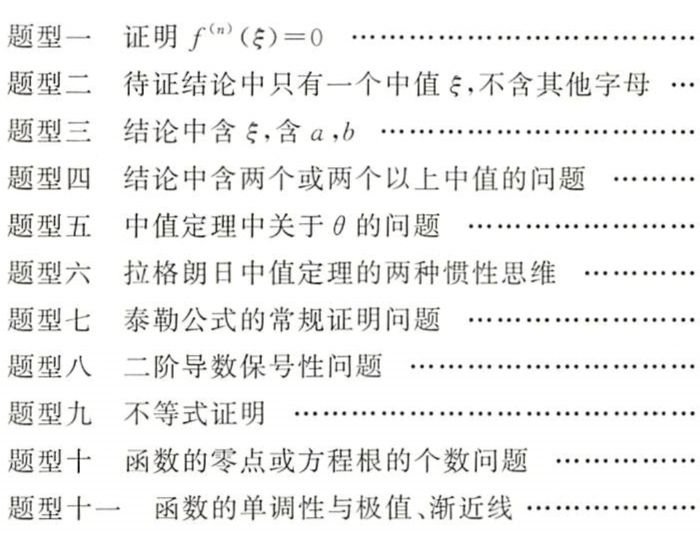 题型一 证明 f⁽ⁿ⁾(ξ)=0 ………………………………
题型二 待证结论中只有一个中值 ξ,不含其他字母 …
题型三 结论中含 ξ,含 a,b ……………………………
题型四 结论中含两个或两个以上中值的问题 ………
题型五 中值定理中关于 θ 的问题 ……………………
题型六 拉格朗日中值定理的两种惯性思维 …………
题型七 泰勒公式的常规证明问题 ……………………
题型八 二阶导数保号性问题 …………………………
题型九 不等式证明 ……………………………………
题型十 函数的零点或方程根的个数问题 ……………
题型十一 函数的单调性与极值、渐近线 ………………